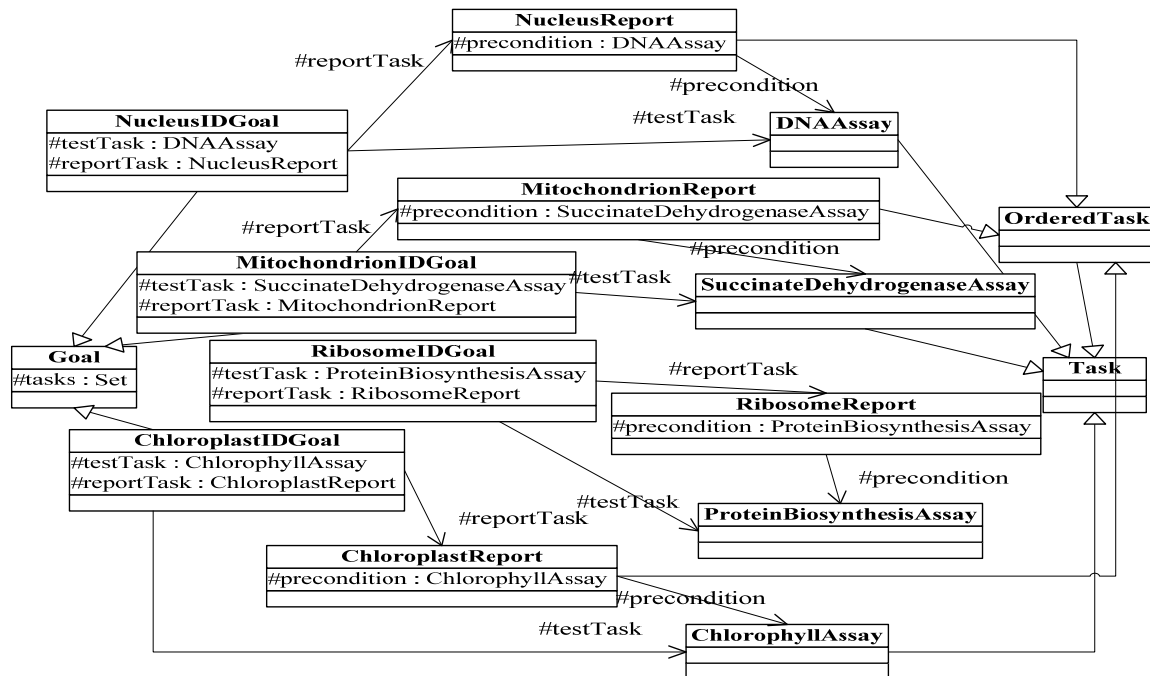 NucleusReport
#precondition : DNAAssay
#reportTask
#precondition
NucleusIDGoal
#testTask : DNAAssay
#reportTask : NucleusReport
#testTask
DNAAssay
MitochondrionReport
#precondition : SuccinateDehydrogenaseAssay
OrderedTask
#reportTask
#precondition
MitochondrionIDGoal
#testTask : SuccinateDehydrogenaseAssay
#reportTask : MitochondrionReport
#testTask
SuccinateDehydrogenaseAssay
Goal
#tasks : Set
RibosomeIDGoal
#testTask : ProteinBiosynthesisAssay
#reportTask : RibosomeReport
#reportTask
Task
RibosomeReport
#precondition : ProteinBiosynthesisAssay
ChloroplastIDGoal
#testTask : ChlorophyllAssay
#reportTask : ChloroplastReport
#precondition
#testTask
ProteinBiosynthesisAssay
#reportTask
ChloroplastReport
#precondition : ChlorophyllAssay
#precondition
#testTask
ChlorophyllAssay